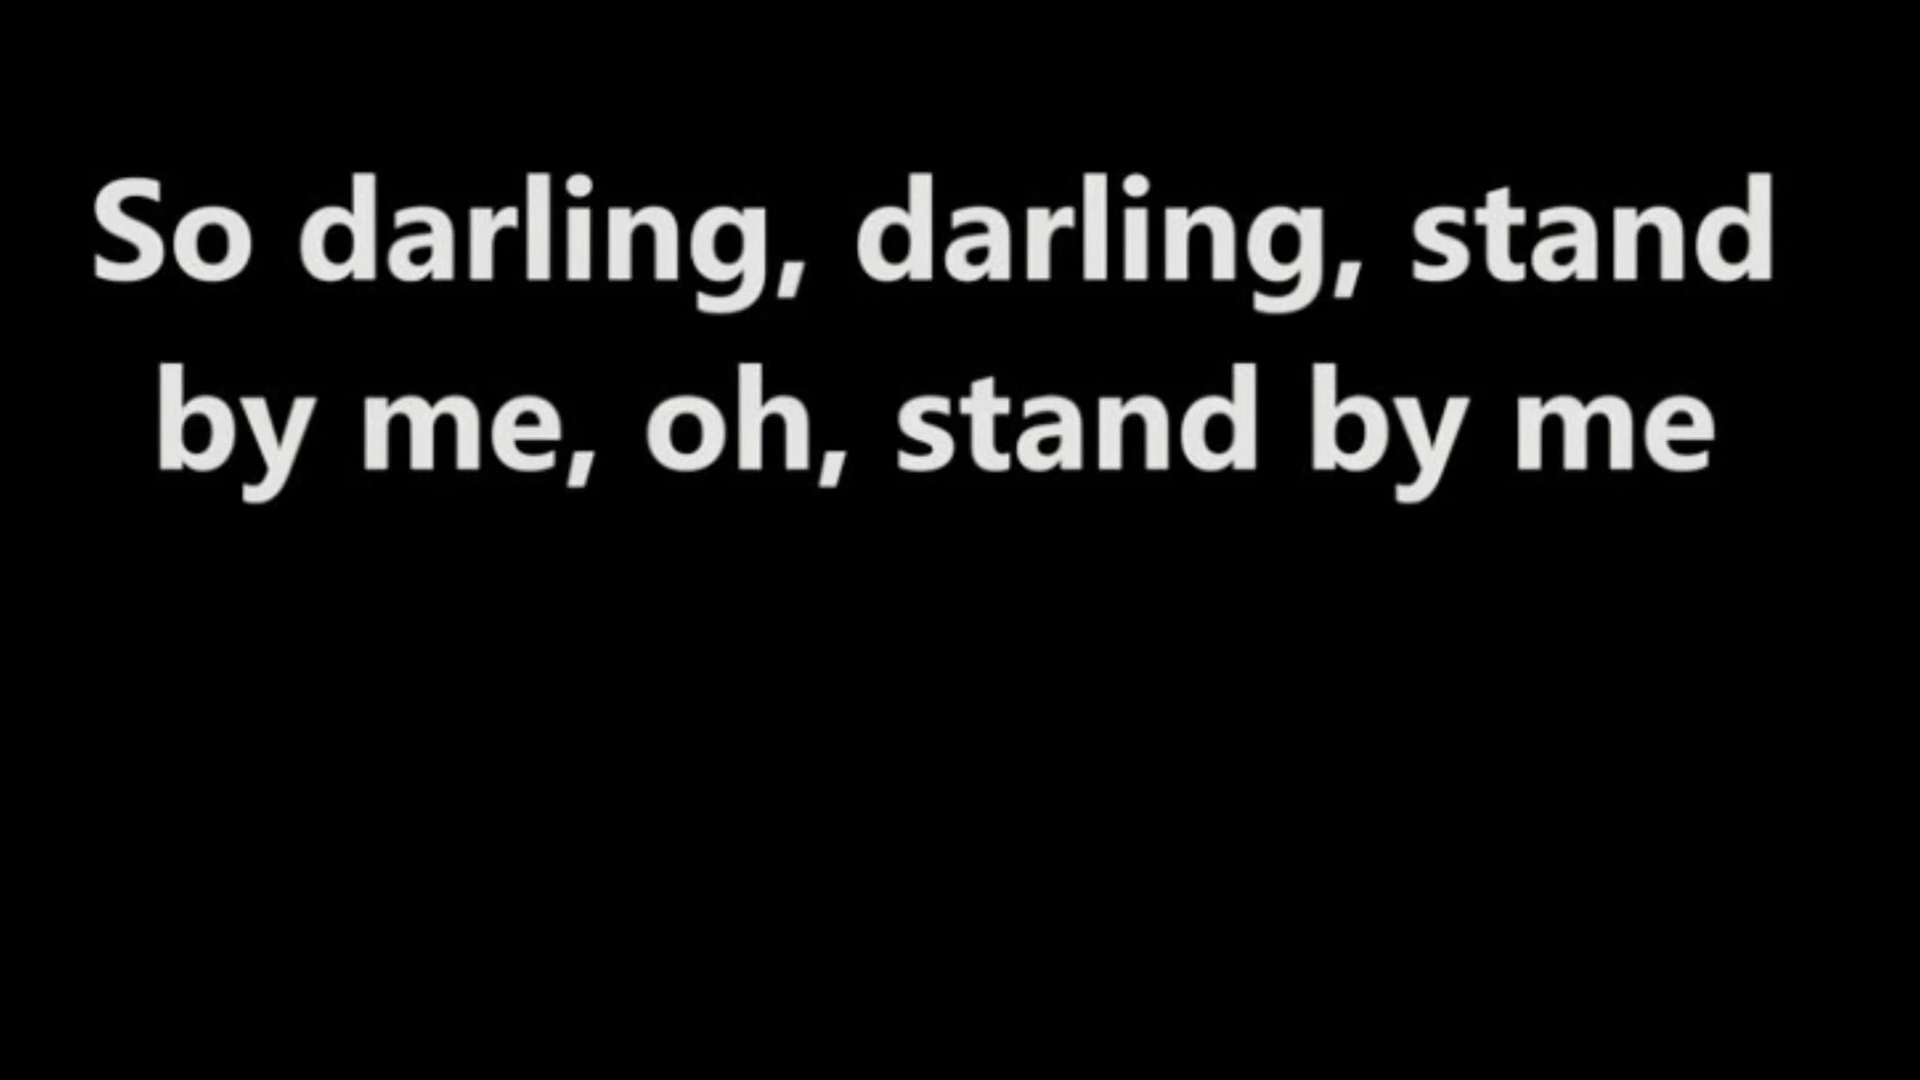 So darling, darling, stand
by me, oh, stand by me